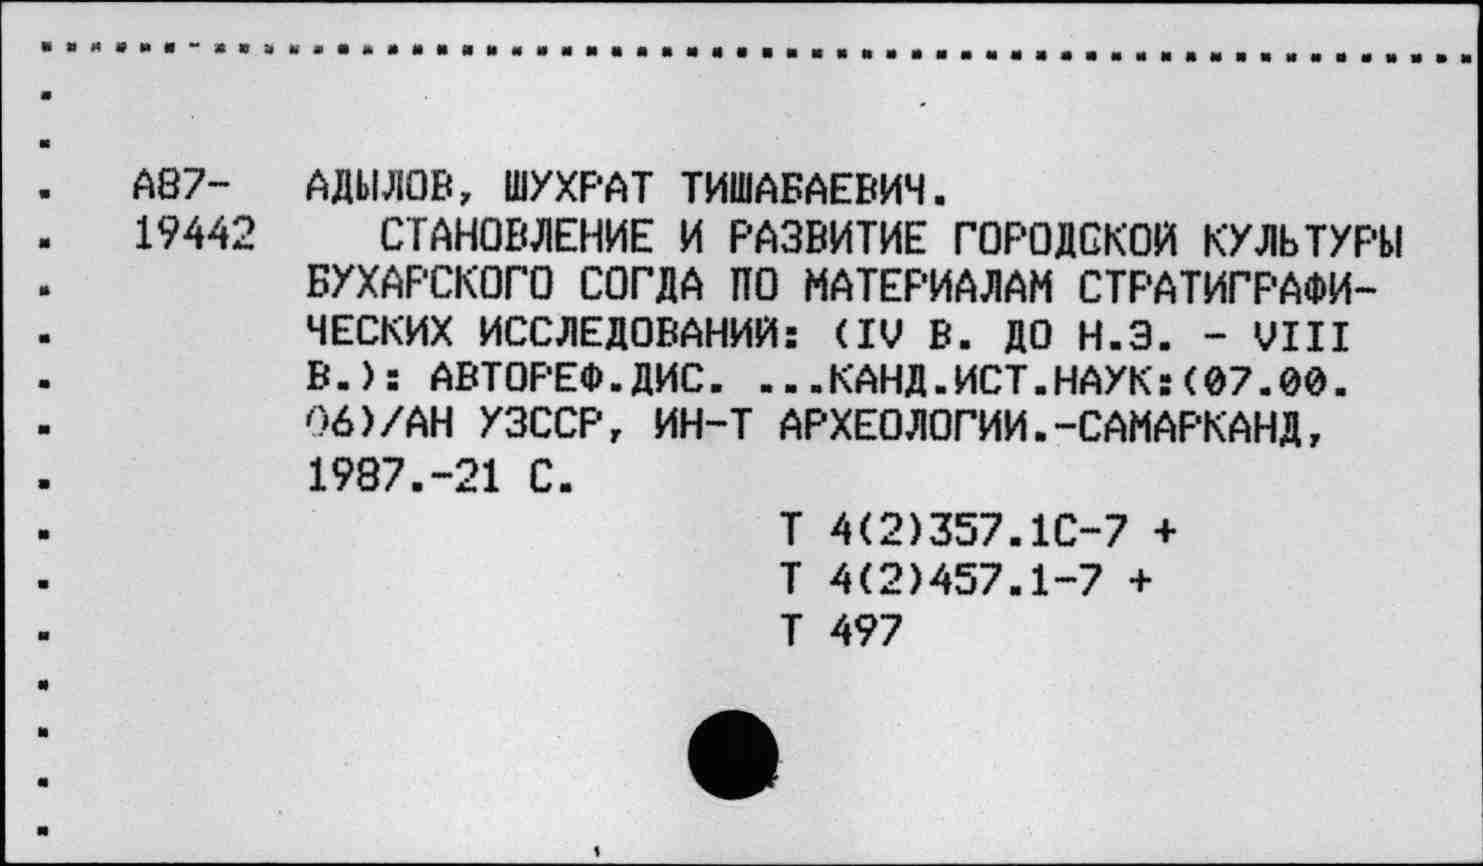 А87- АДЫЛОВ, ШУХРАТ ТИШАБАЕВИЧ.
19442 СТАНОВЛЕНИЕ И РАЗВИТИЕ ГОРОДСКОЙ КУЛЬТУРЫ
БУХАРСКОГО СОГДА ПО МАТЕРИАЛАМ СТРАТИГРАФИ-
ЧЕСКИХ ИССЛЕДОВАНИЙ: (IV В. ДО Н.Э. - VIII
В.): АВТОРЕФ.ДИС. ...КАНД.ИСТ.НАУК:(07.00.
06)/АН УЗССР, ИН-Т АРХЕОЛОГИИ.-САМАРКАНД,
1987.-21 С.
Т 4(2)357.1С-7 +
Т 4(2)457.1-7 +
Т 497